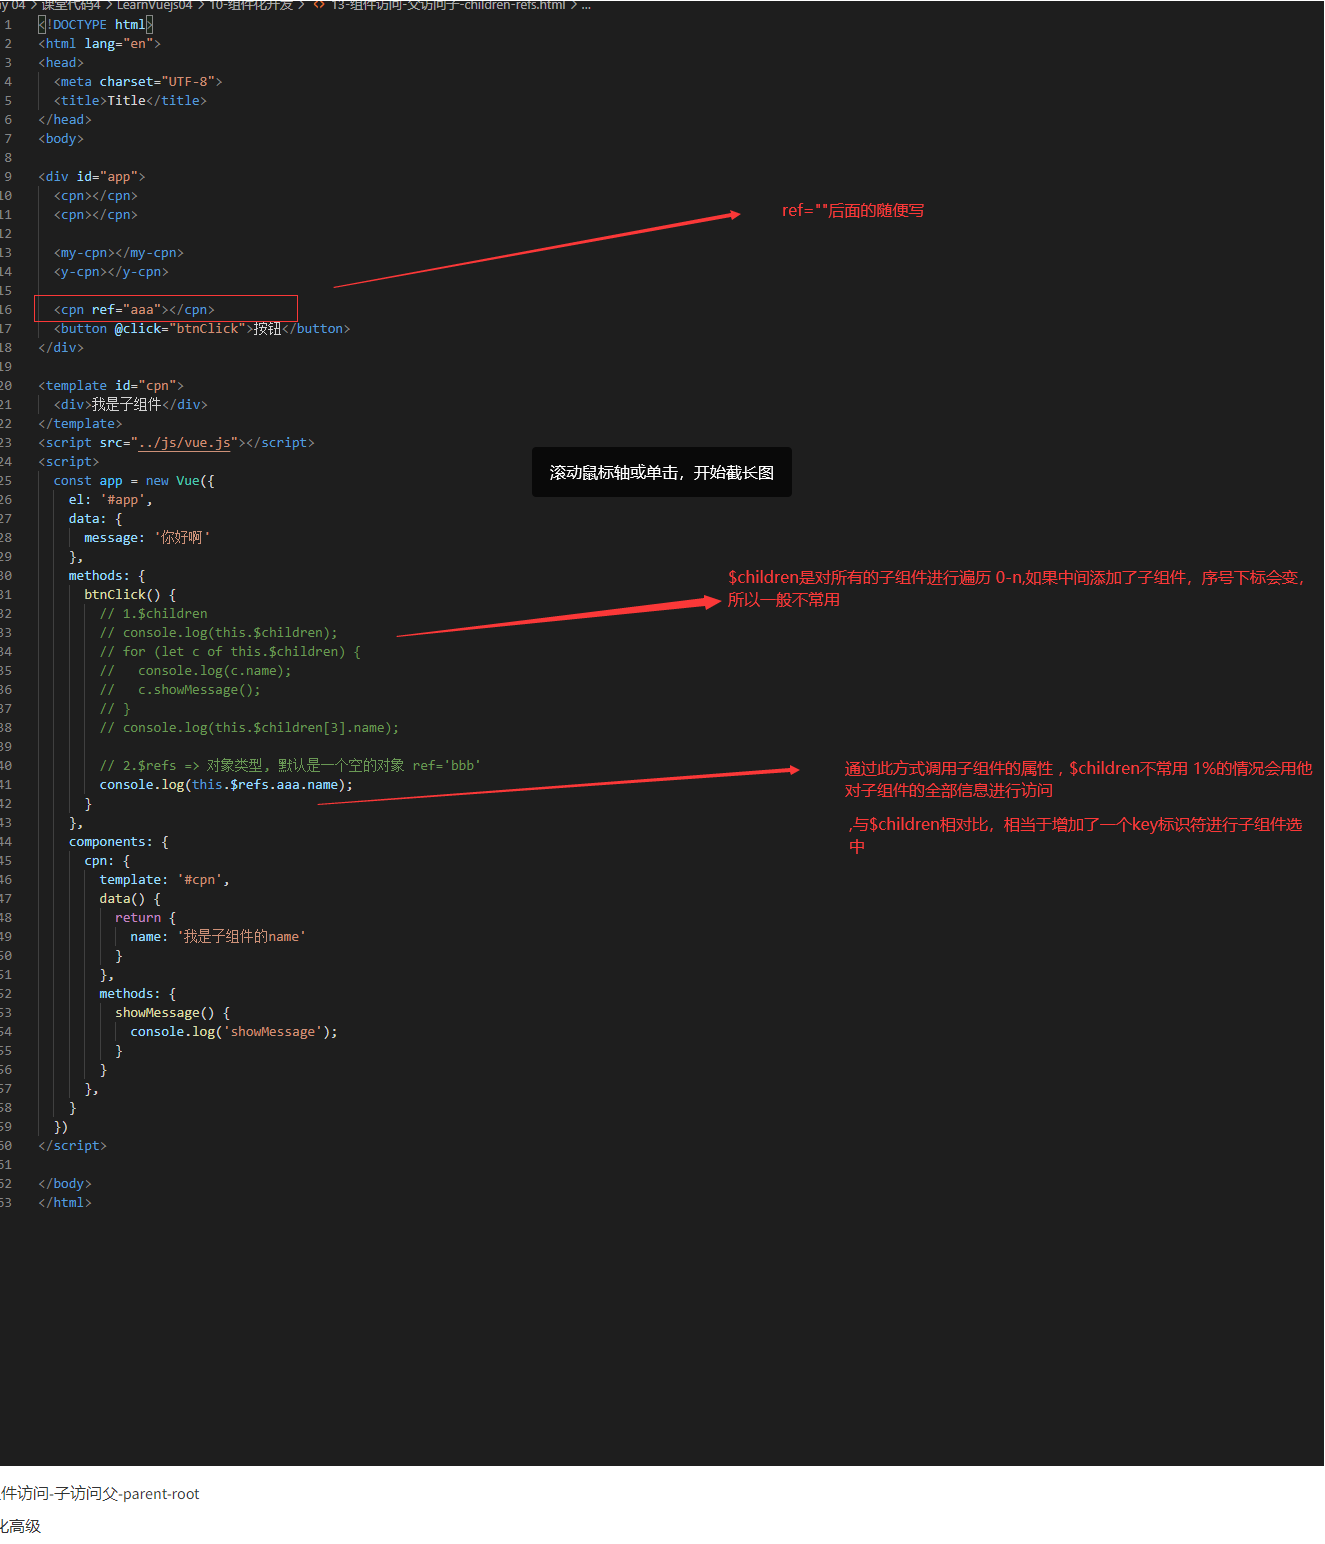 ay 04 > 课堂代码4 > LearnVuejs04 > 10-组件化开发 > <> 13-组件访问-父访问子-children-refs.html > ...
1 <!DOCTYPE html>
2 <html lang="en">
3 <head>
4 <meta charset="UTF-8">
5 <title>Title</title>
6 </head>
7 <body>
8
9 <div id="app">
10 <cpn></cpn>
11 <cpn></cpn>
ref=""后面的随便写
12
13 <my-cpn></my-cpn>
14 <y-cpn></y-cpn>
15
16 <cpn ref="aaa"></cpn>
17 <button @click="btnClick">按钮</button>
18 </div>
19
20 <template id="cpn">
21 <div>我是子组件</div>
22 </template>
23 <script src="../js/vue.js"></script>
24 <script>
滚动鼠标轴或单击，开始截长图
25 const app = new Vue({
26 el: '#app',
27 data: {
28 message: '你好啊'
29 },
30 methods: {
$children是对所有的子组件进行遍历 0-n,如果中间添加了子组件，序号下标会变，
所以一般不常用
31 btnClick() {
32 // 1.$children
33 // console.log(this.$children);
34 // for (let c of this.$children) {
35 //   console.log(c.name);
36 //   c.showMessage();
37 // }
38 // console.log(this.$children[3].name);
39
40 // 2.$refs => 对象类型, 默认是一个空的对象 ref='bbb'
通过此方式调用子组件的属性，$children不常用 1%的情况会用他
对子组件的全部信息进行访问
41 console.log(this.$refs.aaa.name);
42 }
43 },
,与$children相对比，相当于增加了一个key标识符进行子组件选
中
44 components: {
45 cpn: {
46 template: '#cpn',
47 data() {
48 return {
49 name: '我是子组件的name'
50 }
51 },
52 methods: {
53 showMessage() {
54 console.log('showMessage');
55 }
56 }
57 },
58 }
59 })
60 </script>
61
62 </body>
63 </html>
件访问-子访问父-parent-root
化高级